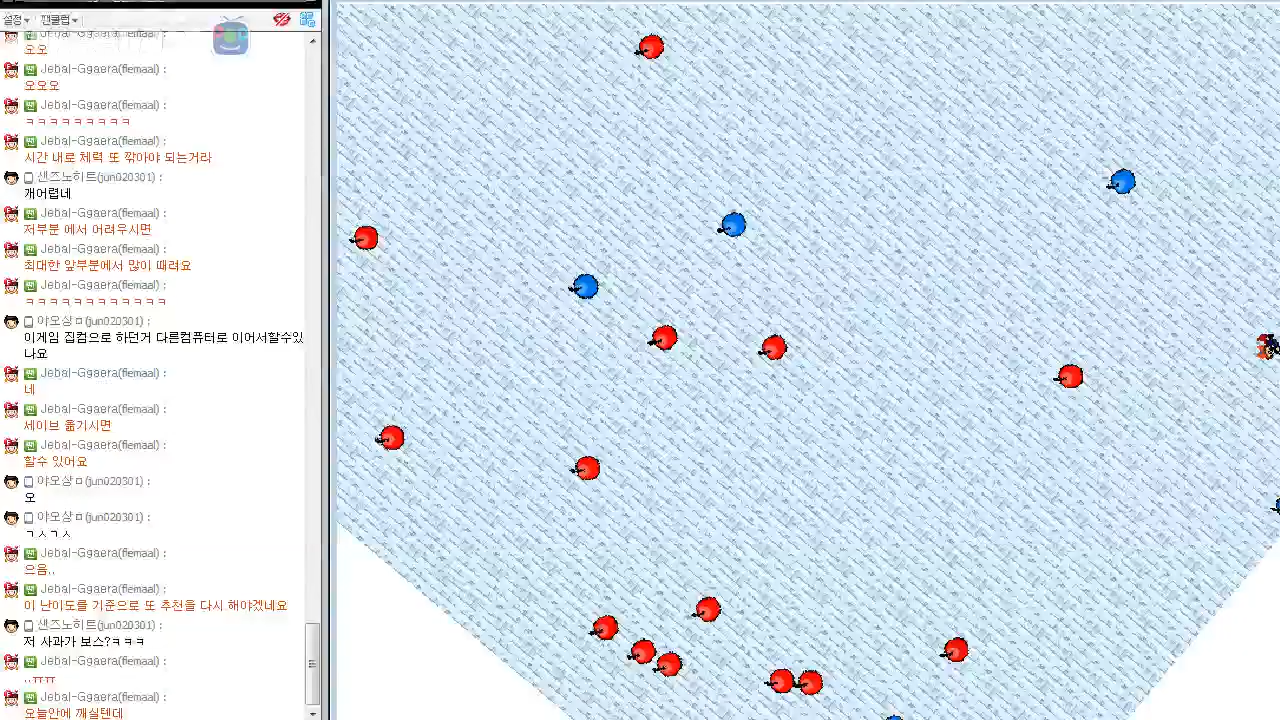 설정 팬클럽
Jebal-Ggaera(flemaal) :
오오
Jebal-Ggaera(flemaal) :
오오오
Jebal-Ggaera(flemaal) :
ㅋㅋㅋㅋㅋㅋㅋㅋㅋ
Jebal-Ggaera(flemaal) :
시간 내로 체력 또 깎아야 되는거라
샌즈노히트(jun020301) :
개어렵네
Jebal-Ggaera(flemaal) :
저부분 에서 어려우시면
Jebal-Ggaera(flemaal) :
최대한 앞부분에서 많이 때려요
Jebal-Ggaera(flemaal) :
ㅋㅋㅋㅋㅋㅋㅋㅋㅋㅋㅋㅋ
야오샹ㅁ(jun020301) :
이게임 집컴으로 하던거 다른컴퓨터로 이어서할수있
나요
Jebal-Ggaera(flemaal) :
네
Jebal-Ggaera(flemaal) :
세이브 옮기시면
Jebal-Ggaera(flemaal) :
할수 있어요
야오샹ㅁ(jun020301) :
오
야오샹ㅁ(jun020301) :
ㄱㅅㄱㅅ
Jebal-Ggaera(flemaal) :
으음..
Jebal-Ggaera(flemaal) :
이 난이도를 기준으로 또 추천을 다시 해야겠네요
샌즈노히트(jun020301) :
저 사과가 보스?ㅋㅋㅋ
Jebal-Ggaera(flemaal) :
..ㅠㅠ
Jebal-Ggaera(flemaal) :
오늘안에 깨실텐데